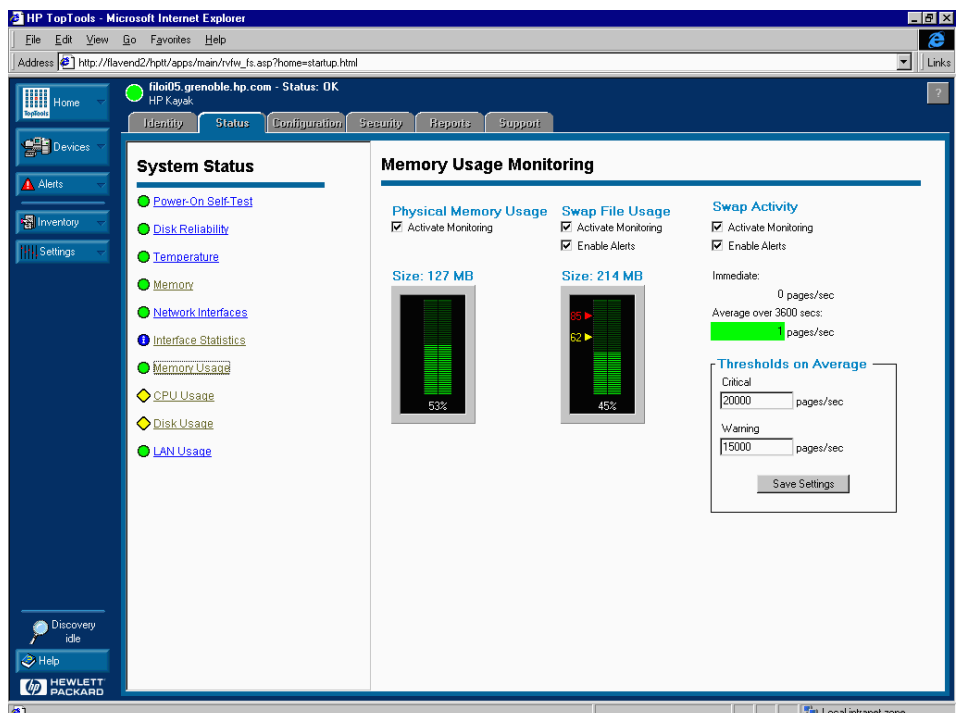 HP TopTools - Microsoft Internet Explorer
File Edit View Go Favorites Help
Address http://flavend2/hptt/apps/main/rvfw_fs.asp?home=startup.html
Links
TopTools
Home
Devices
Alerts
Inventory
Settings
Discovery
idle
Help
hp HEWLETT
PACKARD
filoi05.grenoble.hp.com - Status: OK
HP Kayak
?
Identity Status Configuration Security Reports Support
System Status
Power-On Self-Test
Disk Reliability
Temperature
Memory
Network Interfaces
Interface Statistics
Memory Usage
CPU Usage
Disk Usage
LAN Usage
Memory Usage Monitoring
Physical Memory Usage
Activate Monitoring
Size: 127 MB
53%
Swap File Usage
Activate Monitoring
Enable Alerts
Size: 214 MB
85
62
45%
Swap Activity
Activate Monitoring
Enable Alerts
Immediate:
0 pages/sec
Average over 3600 secs:
1 pages/sec
Thresholds on Average
Critical
20000 pages/sec
Warning
15000 pages/sec
Save Settings
Local intranet zone